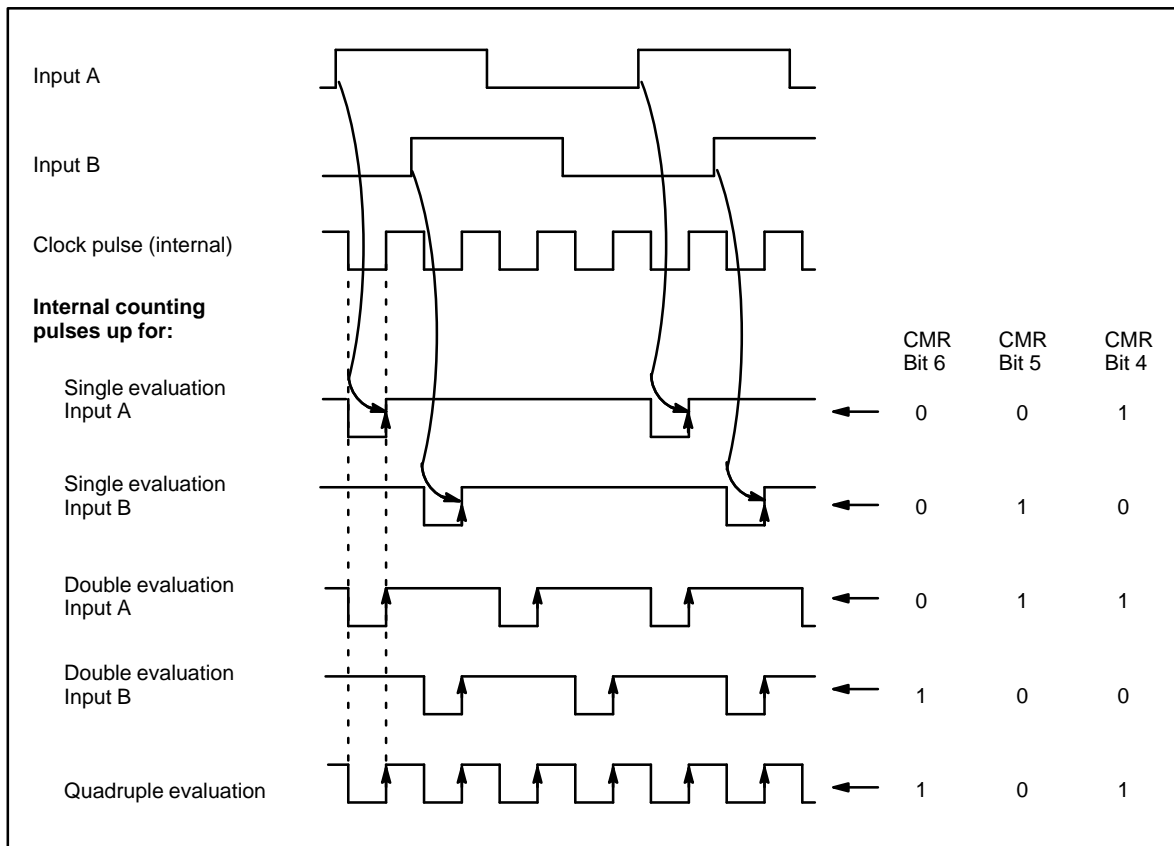 Input A
Input B
Clock pulse (internal)
Internal counting
pulses up for:
CMR CMR CMR
Bit 6 Bit 5 Bit 4
Single evaluation
Input A
0 0 1
Single evaluation
Input B
0 1 0
Double evaluation
Input A
0 1 1
Double evaluation
Input B
1 0 0
Quadruple evaluation
1 0 1